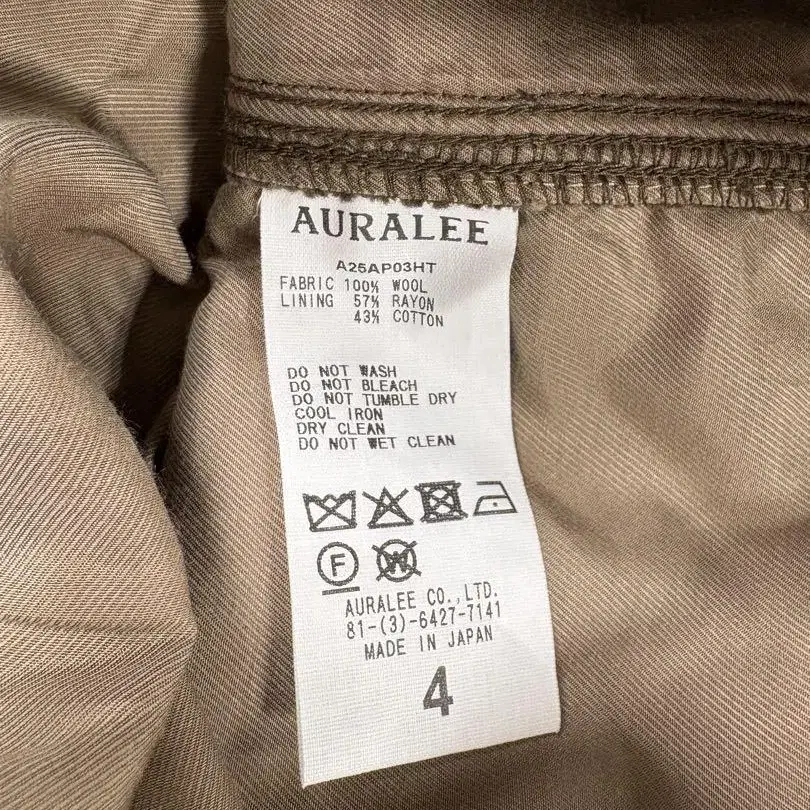 AURALEE
A25AP03HT
FABRIC 100% WOOL
LINING 57% RAYON
43% COTTON
DO NOT WASH
DO NOT BLEACH
DO NOT TUMBLE DRY
COOL IRON
DRY CLEAN
DO NOT WET CLEAN
F W
AURALEE CO.,LTD.
81-(3)-6427-7141
MADE IN JAPAN
4